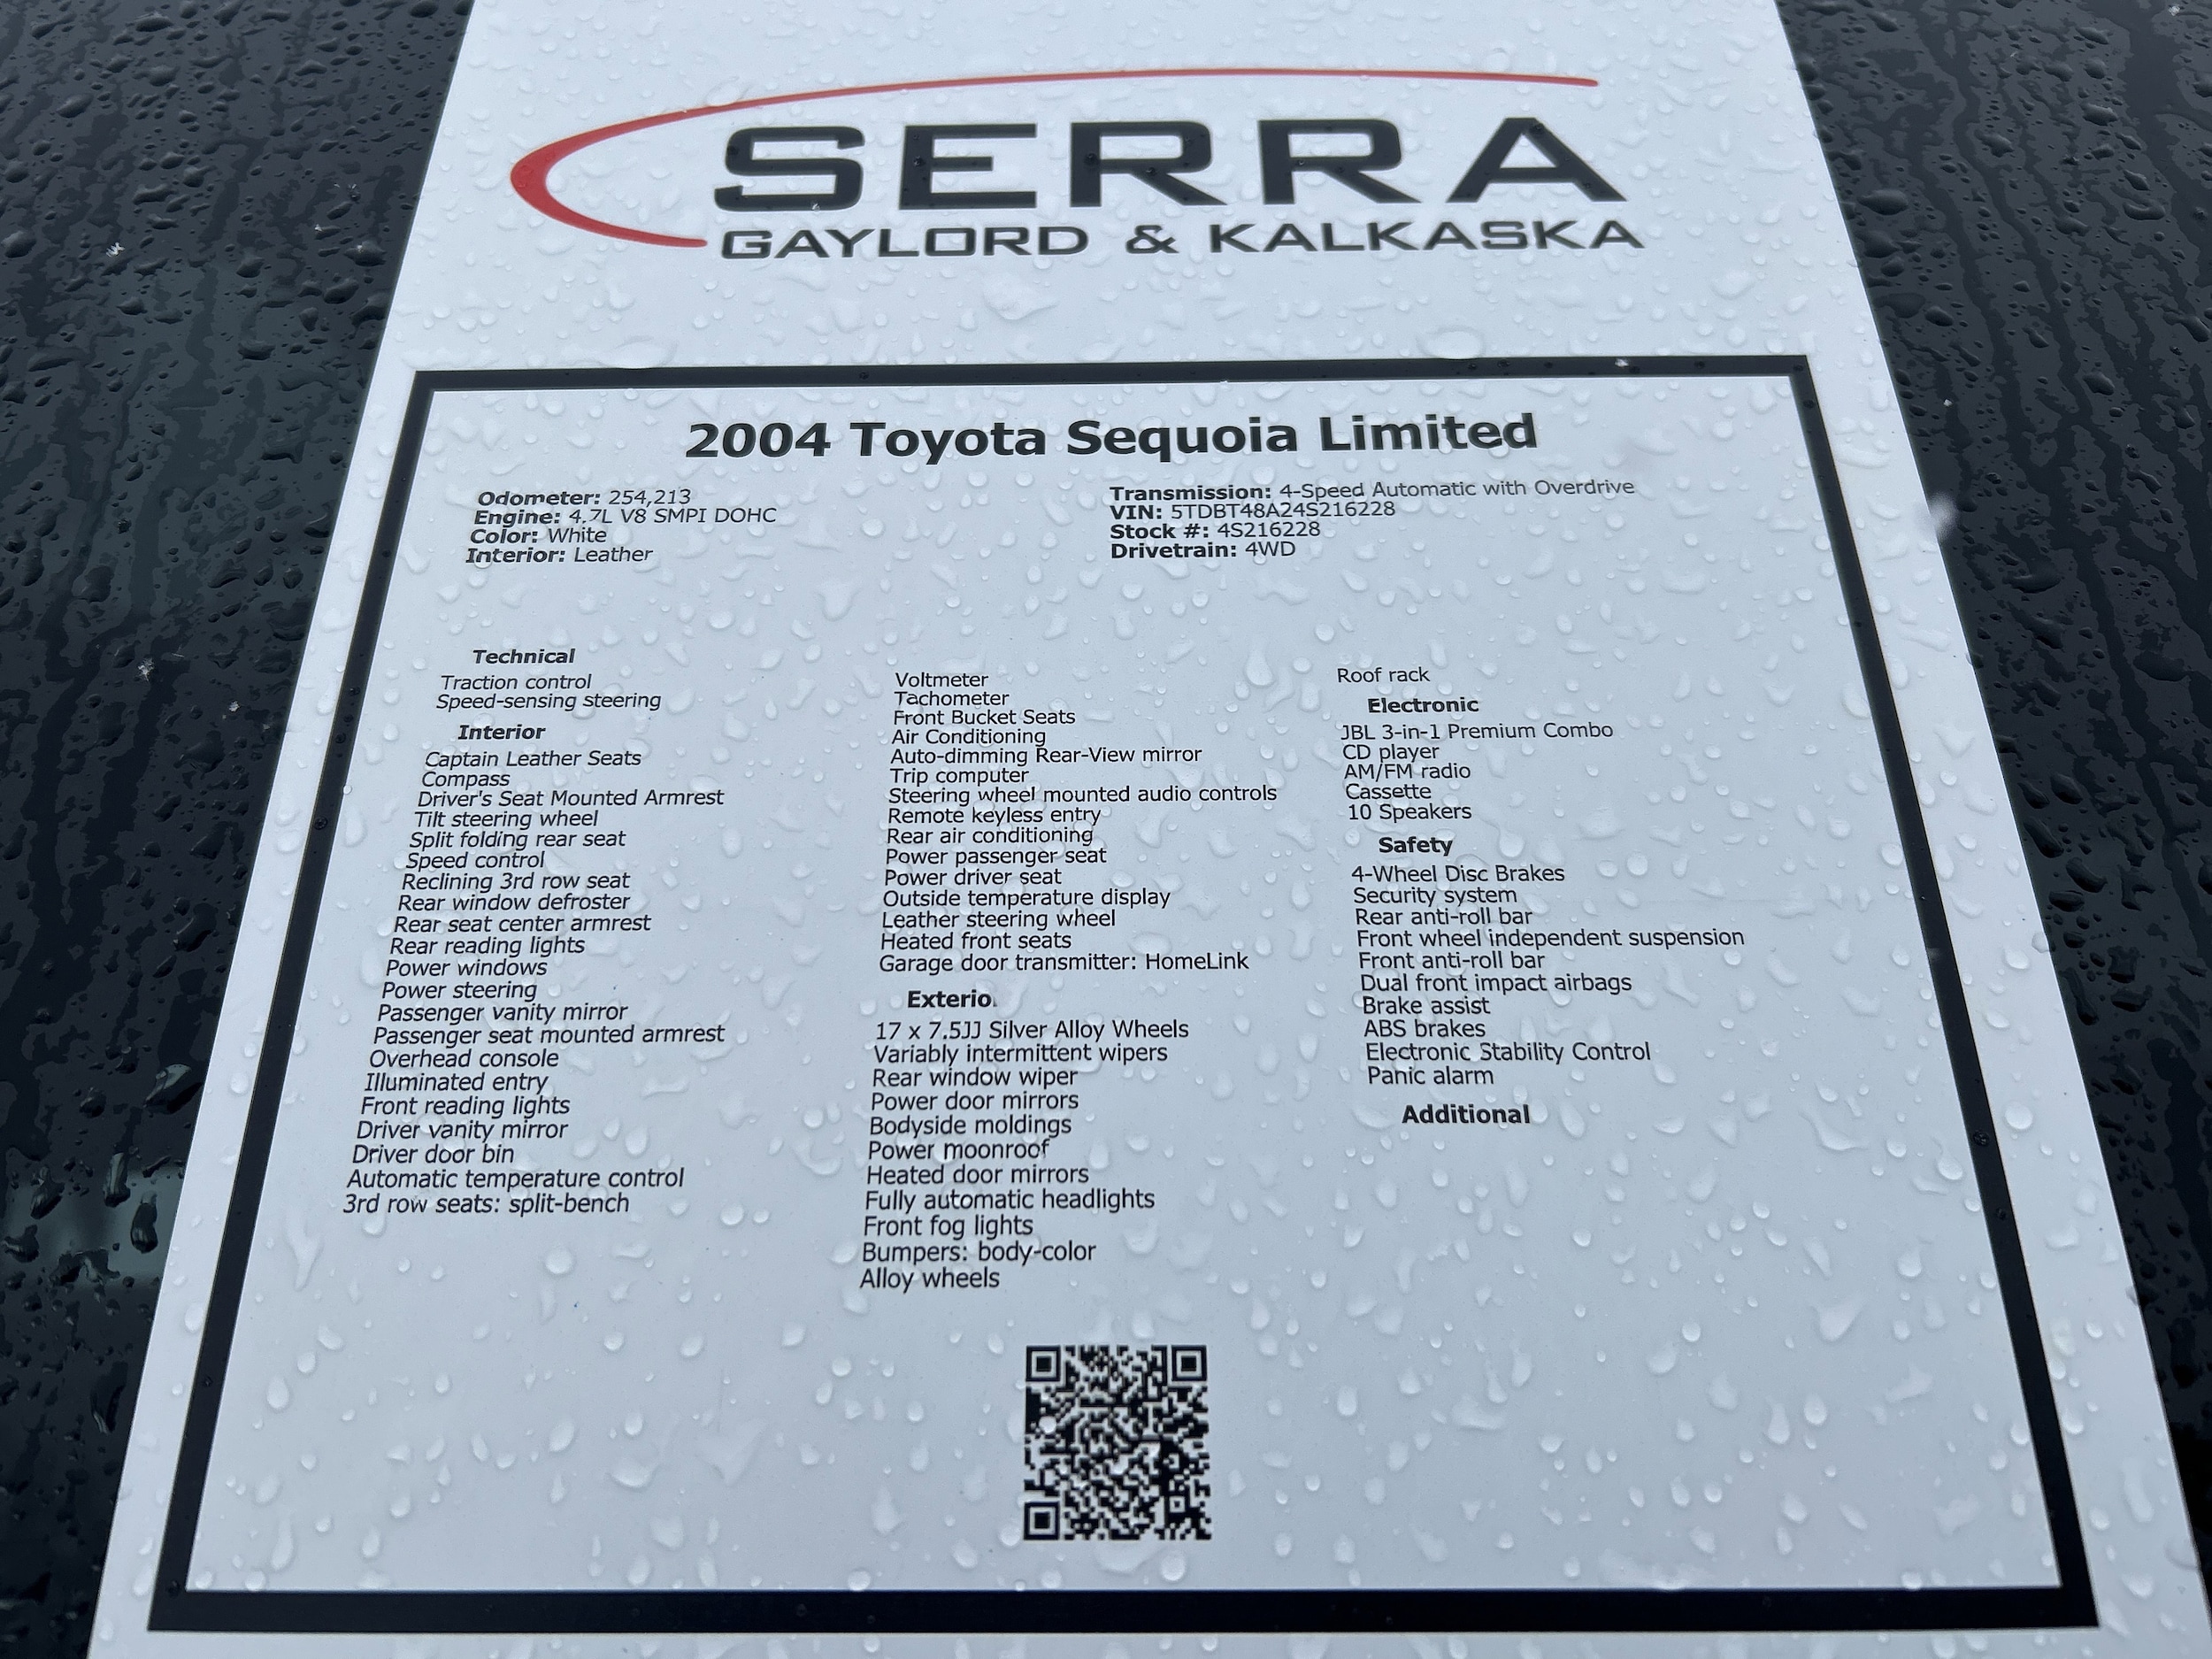 SERRA
GAYLORD & KALKASKA
2004 Toyota Sequoia Limited
Odometer: 254,213
Engine: 4.7L V8 SMPI DOHC
Color: White
Interior: Leather
Transmission: 4-Speed Automatic with Overdrive
VIN: 5TDBT48A24S216228
Stock #: 4S216228
Drivetrain: 4WD
Technical
Traction control
Speed-sensing steering
Interior
Captain Leather Seats
Compass
Driver's Seat Mounted Armrest
Tilt steering wheel
Split folding rear seat
Speed control
Reclining 3rd row seat
Rear window defroster
Rear seat center armrest
Rear reading lights
Power windows
Power steering
Passenger vanity mirror
Passenger seat mounted armrest
Overhead console
Illuminated entry
Front reading lights
Driver vanity mirror
Driver door bin
Automatic temperature control
3rd row seats: split-bench
Voltmeter
Tachometer
Front Bucket Seats
Air Conditioning
Auto-dimming Rear-View mirror
Trip computer
Steering wheel mounted audio controls
Remote keyless entry
Rear air conditioning
Power passenger seat
Power driver seat
Outside temperature display
Leather steering wheel
Heated front seats
Garage door transmitter: HomeLink
Exterio
17 x 7.5JJ Silver Alloy Wheels
Variably intermittent wipers
Rear window wiper
Power door mirrors
Bodyside moldings
Power moonroof
Heated door mirrors
Fully automatic headlights
Front fog lights
Bumpers: body-color
Alloy wheels
Roof rack
Electronic
JBL 3-in-1 Premium Combo
CD player
AM/FM radio
Cassette
10 Speakers
Safety
4-Wheel Disc Brakes
Security system
Rear anti-roll bar
Front wheel independent suspension
Front anti-roll bar
Dual front impact airbags
Brake assist
ABS brakes
Electronic Stability Control
Panic alarm
Additional